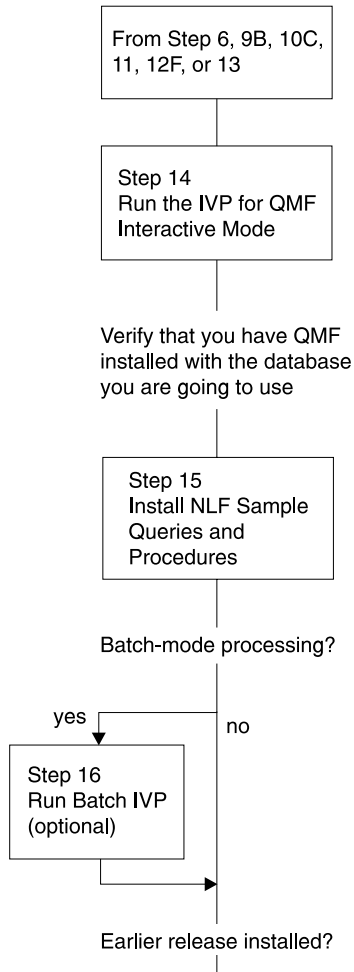 From Step 6, 9B, 10C,
11, 12F, or 13
Step 14
Run the IVP for QMF
Interactive Mode
Verify that you have QMF
installed with the database
you are going to use
Step 15
Install NLF Sample
Queries and
Procedures
Batch-mode processing?
yes
no
Step 16
Run Batch IVP
(optional)
Earlier release installed?